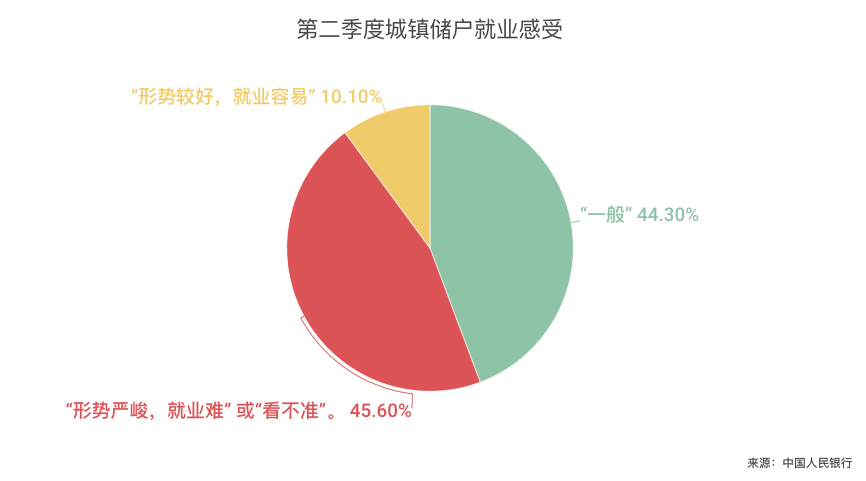 第二季度城镇储户就业感受
“形势较好，就业容易” 10.10%
“一般” 44.30%
“形势严峻，就业难” 或“看不准”。 45.60%
来源：中国人民银行